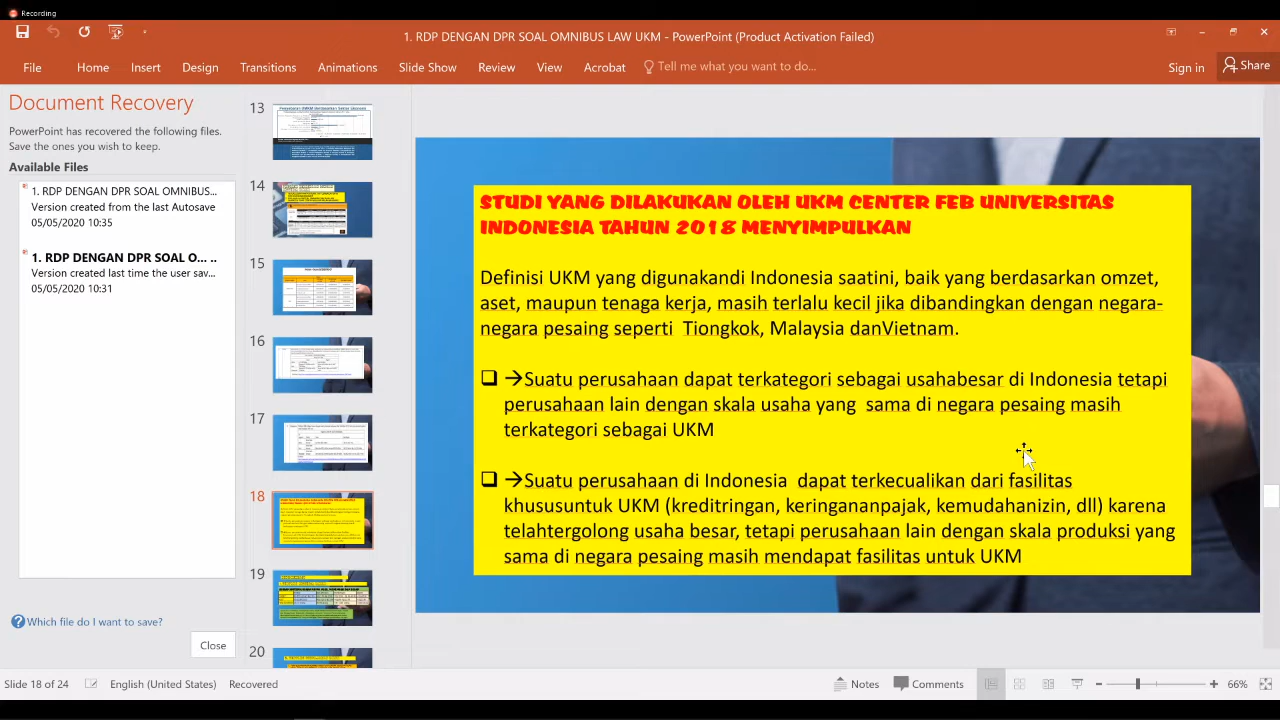 Recording
1. RDP DENGAN DPR SOAL OMNIBUS LAW UKM - PowerPoint (Product Activation Failed)
File Home Insert Design Transitions Animations Slide Show Review View Acrobat Tell me what you want to do... Sign in Share
Document Recovery
PowerPoint has recovered the following files.
Save the ones you wish to keep.
Available Files
1. RDP DENGAN DPR SOAL OMNIBUS...
Version created from the last Autosave
05/05/2020 10:35
1. RDP DENGAN DPR SOAL O... ..
Version created last time the user sav...
05/05/2020 10:31
Which file do I want to save?
Close
13
14
15
16
17
18
19
20
STUDI YANG DILAKUKAN OLEH UKM CENTER FEB UNIVERSITAS
INDONESIA TAHUN 2018 MENYIMPULKAN
Definisi UKM yang digunakandi Indonesia saatini, baik yang berdasarkan omzet,
aset, maupun tenaga kerja, masih terlalu kecil jika dibandingkan dengan negara-
negara pesaing seperti Tiongkok, Malaysia danVietnam.
❑ →Suatu perusahaan dapat terkategori sebagai usahabesar di Indonesia tetapi
perusahaan lain dengan skala usaha yang sama di negara pesaing masih
terkategori sebagai UKM
❑ →Suatu perusahaan di Indonesia dapat terkecualikan dari fasilitas
khususuntuk UKM (kreditringan, keringananpajak, kemudahanizin, dll) karena
telahtergolong usaha besar, tetapi perusahaan lain dengan skala produksi yang
sama di negara pesaing masih mendapat fasilitas untuk UKM
Slide 18 of 24 English (United States) Recovered Notes Comments 66%